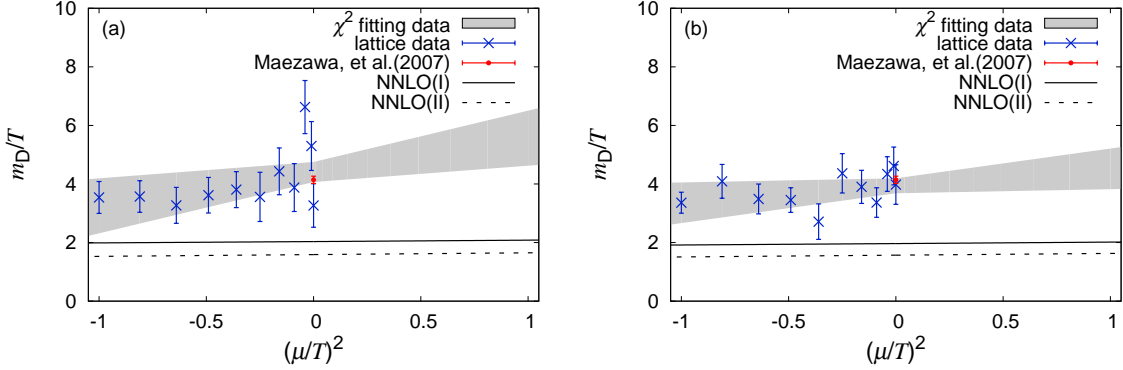 (a)
χ² fitting data
lattice data
Maezawa, et al.(2007)
NNLO(I)
NNLO(II)
10
8
6
4
2
0
m_D/T
-1
-0.5
0
0.5
1
(μ/T)²
(b)
χ² fitting data
lattice data
Maezawa, et al.(2007)
NNLO(I)
NNLO(II)
10
8
6
4
2
0
m_D/T
-1
-0.5
0
0.5
1
(μ/T)²